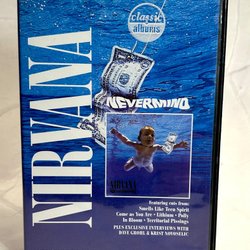 classic
albums
NIRVANA
NEVERMIND
NIRVANA
Featuring cuts from:
Smells Like Teen Spirit
Come as You Are • Lithium • Polly
In Bloom • Territorial Pissings
PLUS EXCLUSIVE INTERVIEWS WITH
DAVE GROHL & KRIST NOVOSELIC